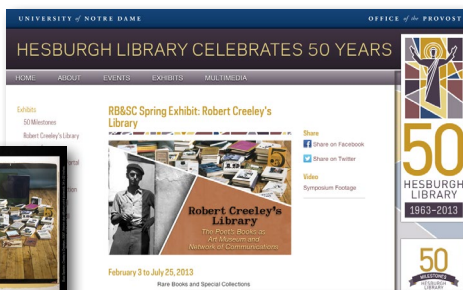 UNIVERSITY of NOTRE DAME
OFFICE of the PROVOST
HESBURGH LIBRARY CELEBRATES 50 YEARS
HOME ABOUT EVENTS EXHIBITS MULTIMEDIA
Exhibits
50 Milestones
Robert Creeley's Library
RB&SC Spring Exhibit: Robert Creeley's
Library
Robert Creeley's
Library
The Poet's Books as
Art Museum and
Network of Communications
February 3 to July 25, 2013
Rare Books and Special Collections
Share
Share on Facebook
Share on Twitter
Video
Symposium Footage
50
HESBURGH
LIBRARY
1963–2013
50
MILESTONES
HESBURGH
LIBRARY